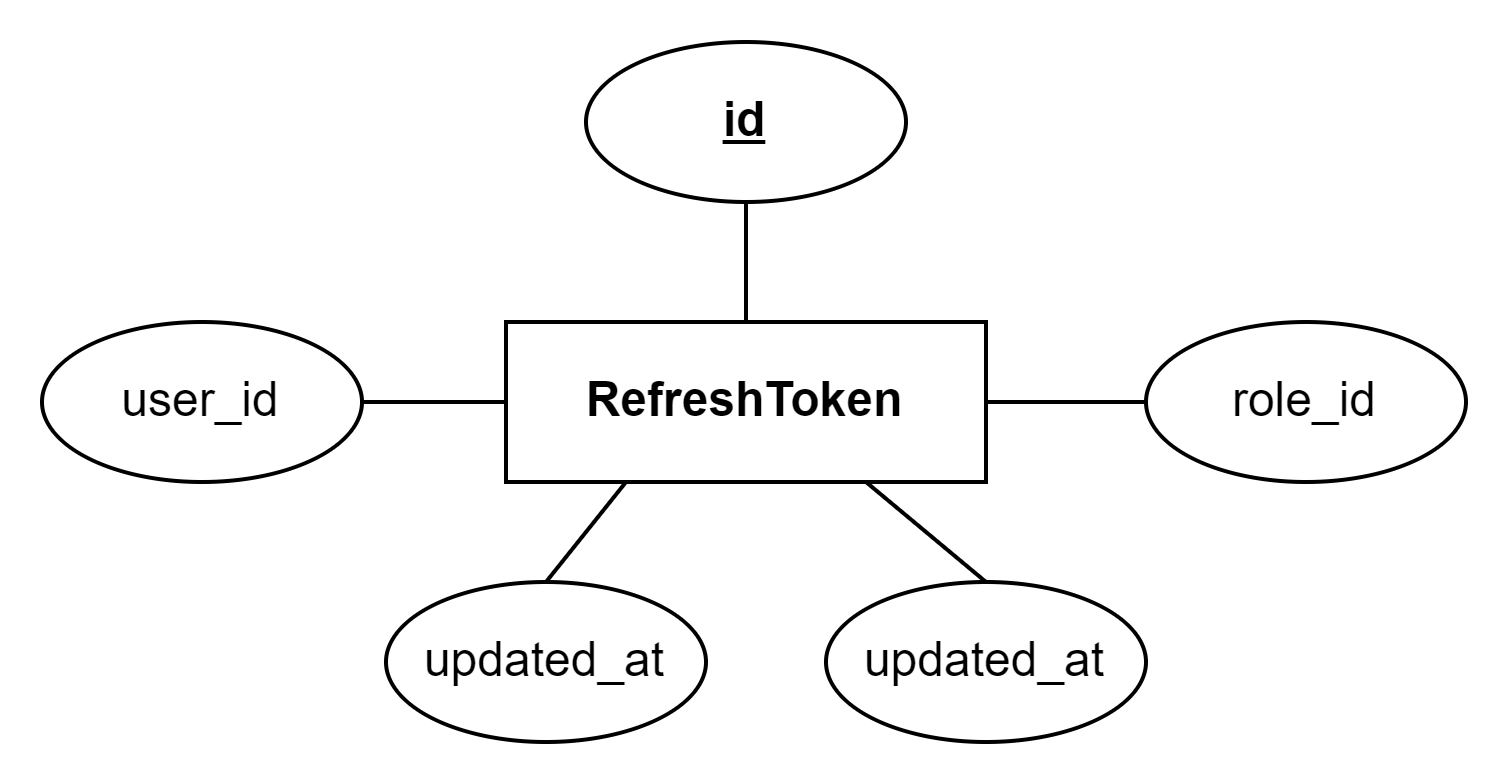 id
user_id
RefreshToken
role_id
updated_at
updated_at